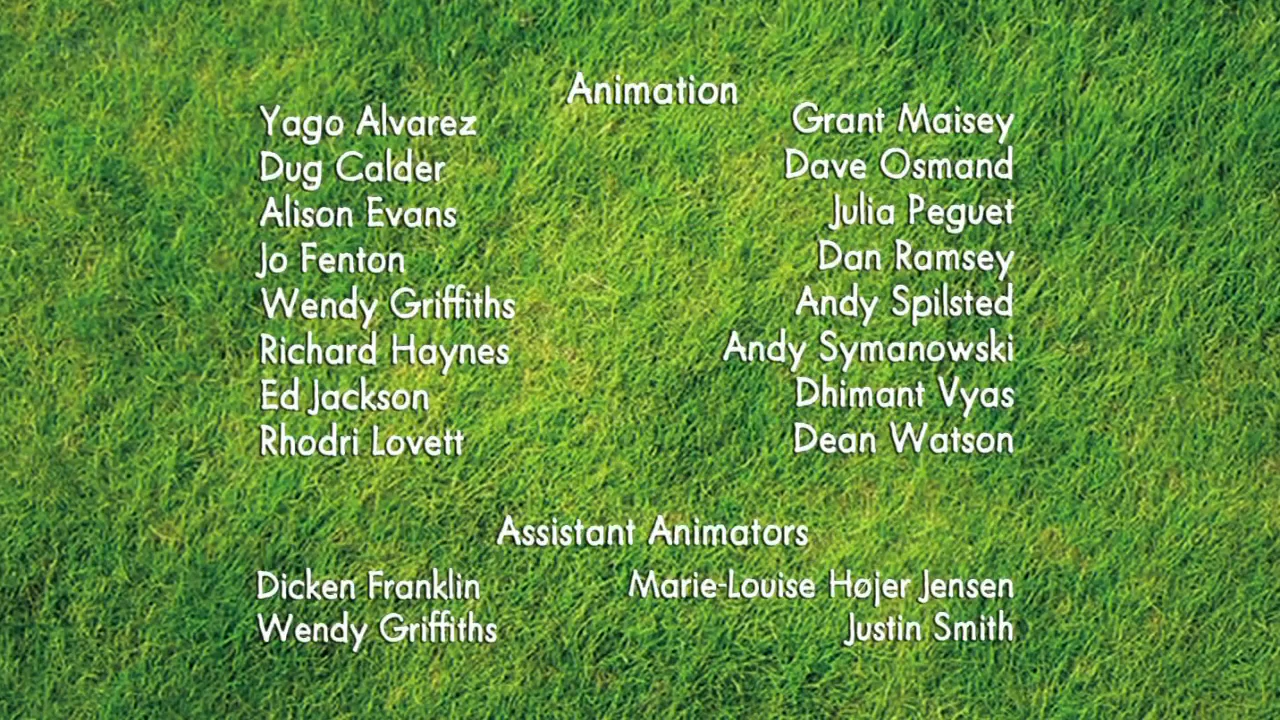 Animation
Yago Alvarez
Dug Calder
Alison Evans
Jo Fenton
Wendy Griffiths
Richard Haynes
Ed Jackson
Rhodri Lovett
Grant Maisey
Dave Osmand
Julia Peguet
Dan Ramsey
Andy Spilsted
Andy Symanowski
Dhimant Vyas
Dean Watson
Assistant Animators
Dicken Franklin
Wendy Griffiths
Marie-Louise Højer Jensen
Justin Smith